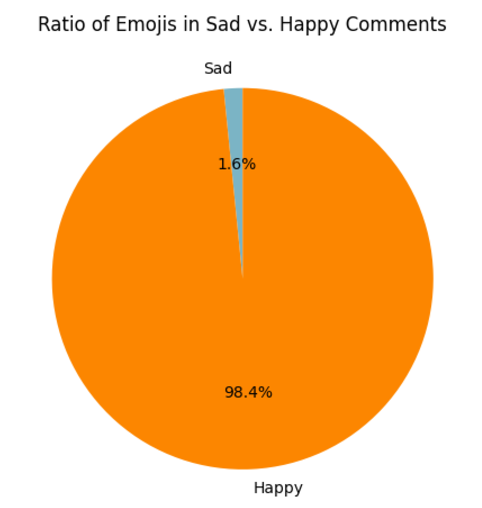 Ratio of Emojis in Sad vs. Happy Comments
Sad
1.6%
98.4%
Happy